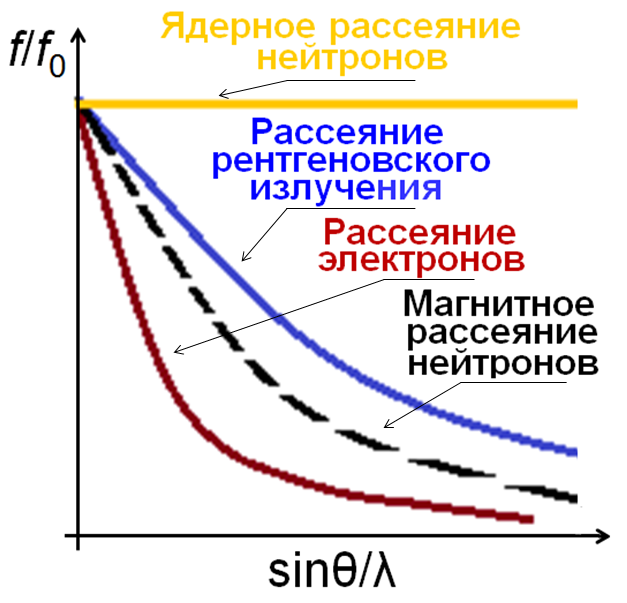 Ядерное рассеяние
нейтронов
f/f0
Рассеяние
рентгеновского
излучения
Рассеяние
электронов
Магнитное
рассеяние
нейтронов
sinθ/λ